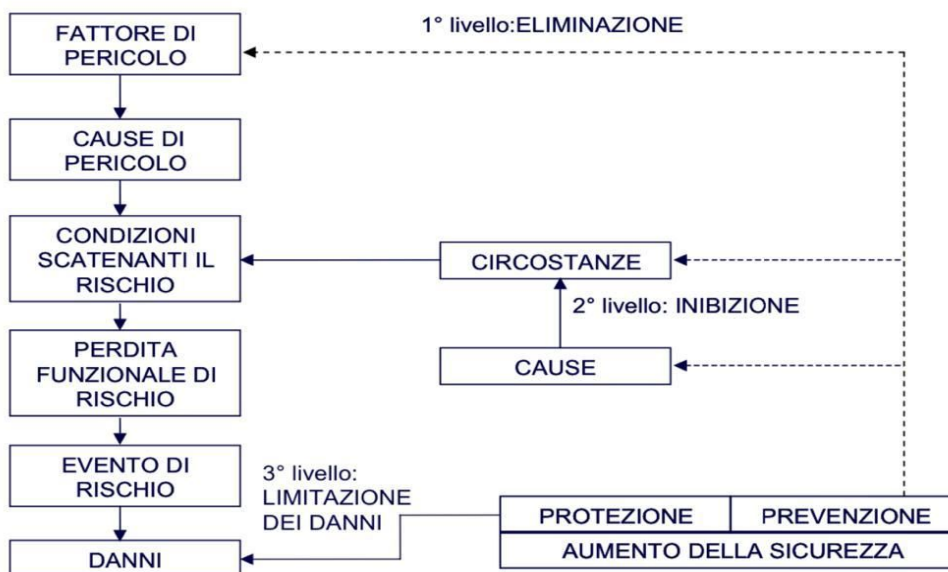 FATTORE DI
PERICOLO
1° livello:ELIMINAZIONE
CAUSE DI
PERICOLO
CONDIZIONI
SCATENANTI IL
RISCHIO
CIRCOSTANZE
2° livello: INIBIZIONE
PERDITA
FUNZIONALE DI
RISCHIO
CAUSE
EVENTO DI
RISCHIO
3° livello:
LIMITAZIONE
DEI DANNI
PROTEZIONE
PREVENZIONE
AUMENTO DELLA SICUREZZA
DANNI